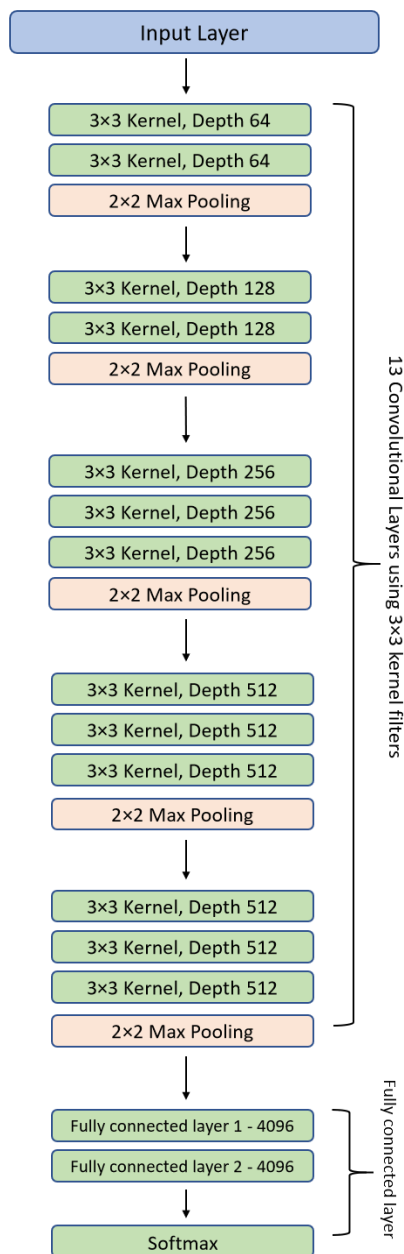 Input Layer
3×3 Kernel, Depth 64
3×3 Kernel, Depth 64
2×2 Max Pooling
3×3 Kernel, Depth 128
3×3 Kernel, Depth 128
2×2 Max Pooling
3×3 Kernel, Depth 256
3×3 Kernel, Depth 256
3×3 Kernel, Depth 256
2×2 Max Pooling
3×3 Kernel, Depth 512
3×3 Kernel, Depth 512
3×3 Kernel, Depth 512
2×2 Max Pooling
3×3 Kernel, Depth 512
3×3 Kernel, Depth 512
3×3 Kernel, Depth 512
2×2 Max Pooling
13 Convolutional Layers using 3×3 kernel filters
Fully connected layer 1 - 4096
Fully connected layer 2 - 4096
Softmax
Fully connected layer